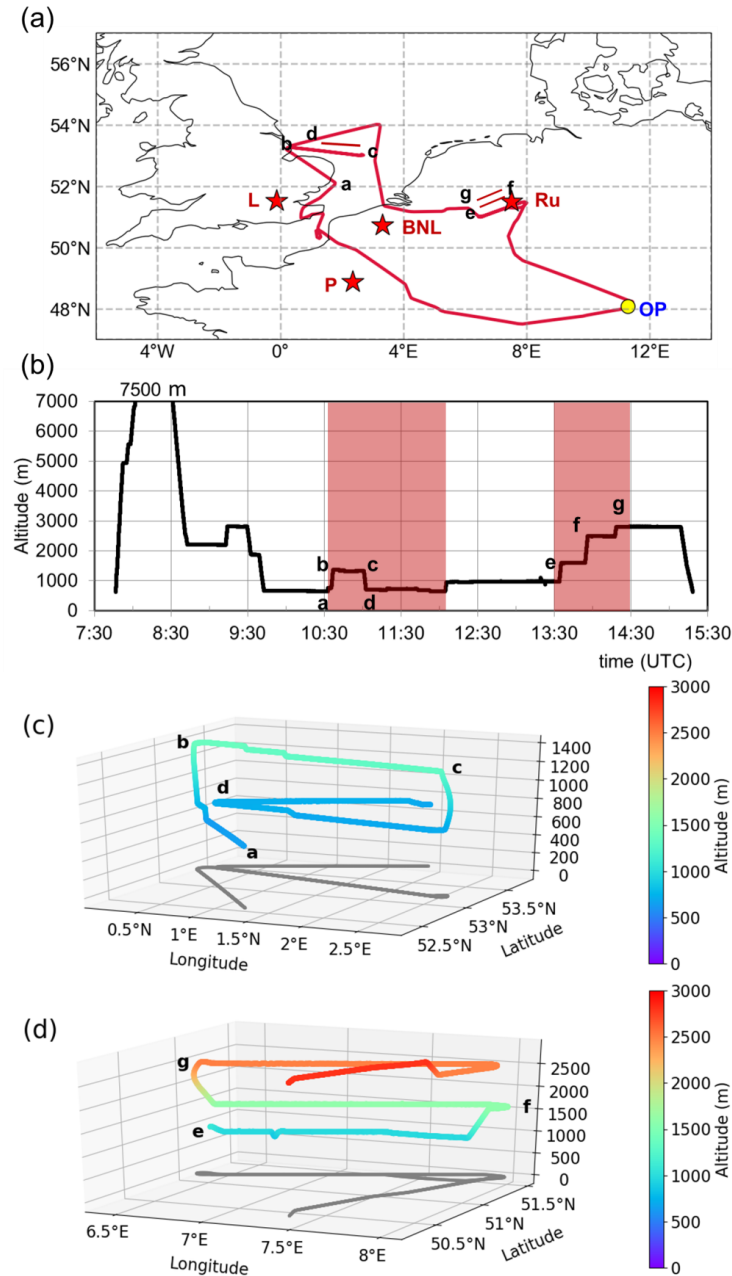 (a)
56°N
54°N
52°N
50°N
48°N
4°W 0° 4°E 8°E 12°E
d
b
c
a
L
BNL
P
g
f
e
Ru
OP
(b)
7500 m
Altitude (m)
7000
6000
5000
4000
3000
2000
1000
0
b
c
a
d
e
f
g
7:30 8:30 9:30 10:30 11:30 12:30 13:30 14:30 15:30
time (UTC)
(c)
b
c
d
a
1400
1200
1000
800
600
400
200
0
0.5°N 1°E 1.5°N 2°E 2.5°E
Longitude
52.5°N 53°N 53.5°N
Latitude
3000
2500
2000
1500
1000
500
0
Altitude (m)
(d)
g
f
e
2500
2000
1500
1000
500
0
6.5°E 7°E 7.5°E 8°E
Longitude
50.5°N 51°N 51.5°N
Latitude
3000
2500
2000
1500
1000
500
0
Altitude (m)